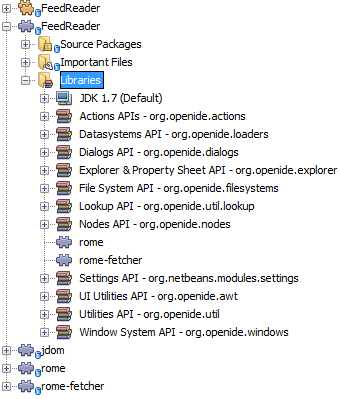 FeedReader
FeedReader
Source Packages
Important Files
Libraries
JDK 1.7 (Default)
Actions APIs - org.openide.actions
Datasystems API - org.openide.loaders
Dialogs API - org.openide.dialogs
Explorer & Property Sheet API - org.openide.explorer
File System API - org.openide.filesystems
Lookup API - org.openide.util.lookup
Nodes API - org.openide.nodes
rome
rome-fetcher
Settings API - org.netbeans.modules.settings
UI Utilities API - org.openide.awt
Utilities API - org.openide.util
Window System API - org.openide.windows
jdom
rome
rome-fetcher